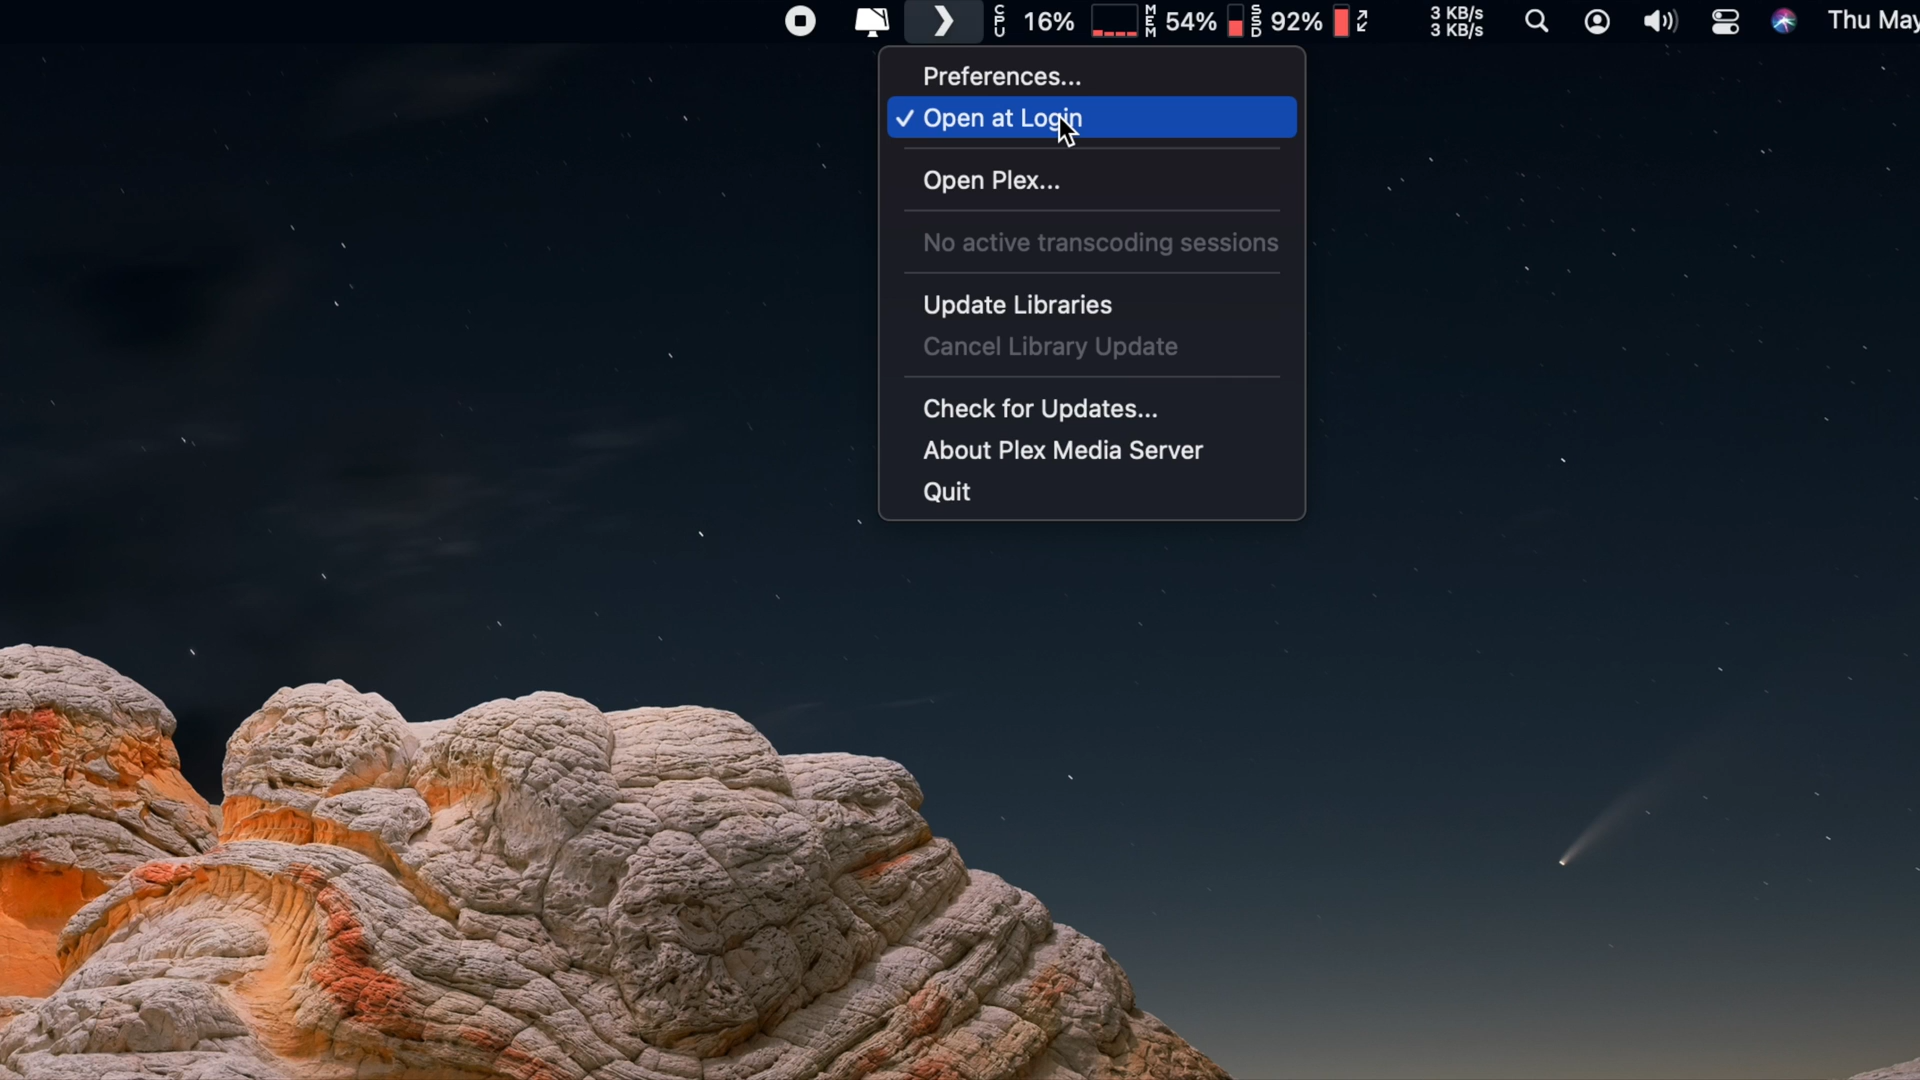 CPU 16% MEM 54% SSD 92% 3 KB/s Thu May
3 KB/s
Preferences...
✓ Open at Login
Open Plex...
No active transcoding sessions
Update Libraries
Cancel Library Update
Check for Updates...
About Plex Media Server
Quit